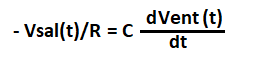 - Vsal(t)/R = C dVent (t)
dt